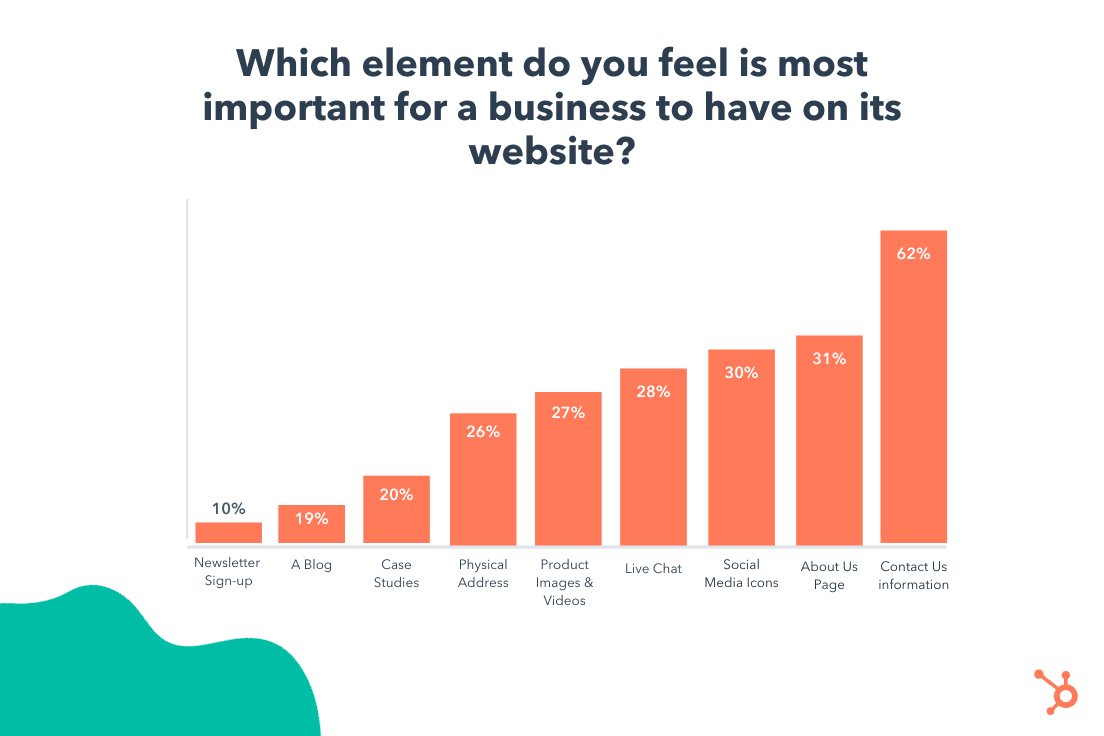 Which element do you feel is most
important for a business to have on its
website?
62%
31%
30%
28%
27%
26%
20%
10%
19%
Newsletter
Sign-up
A Blog
Case
Studies
Physical
Address
Product
Images &
Videos
Live Chat
Social
Media Icons
About Us
Page
Contact Us
information